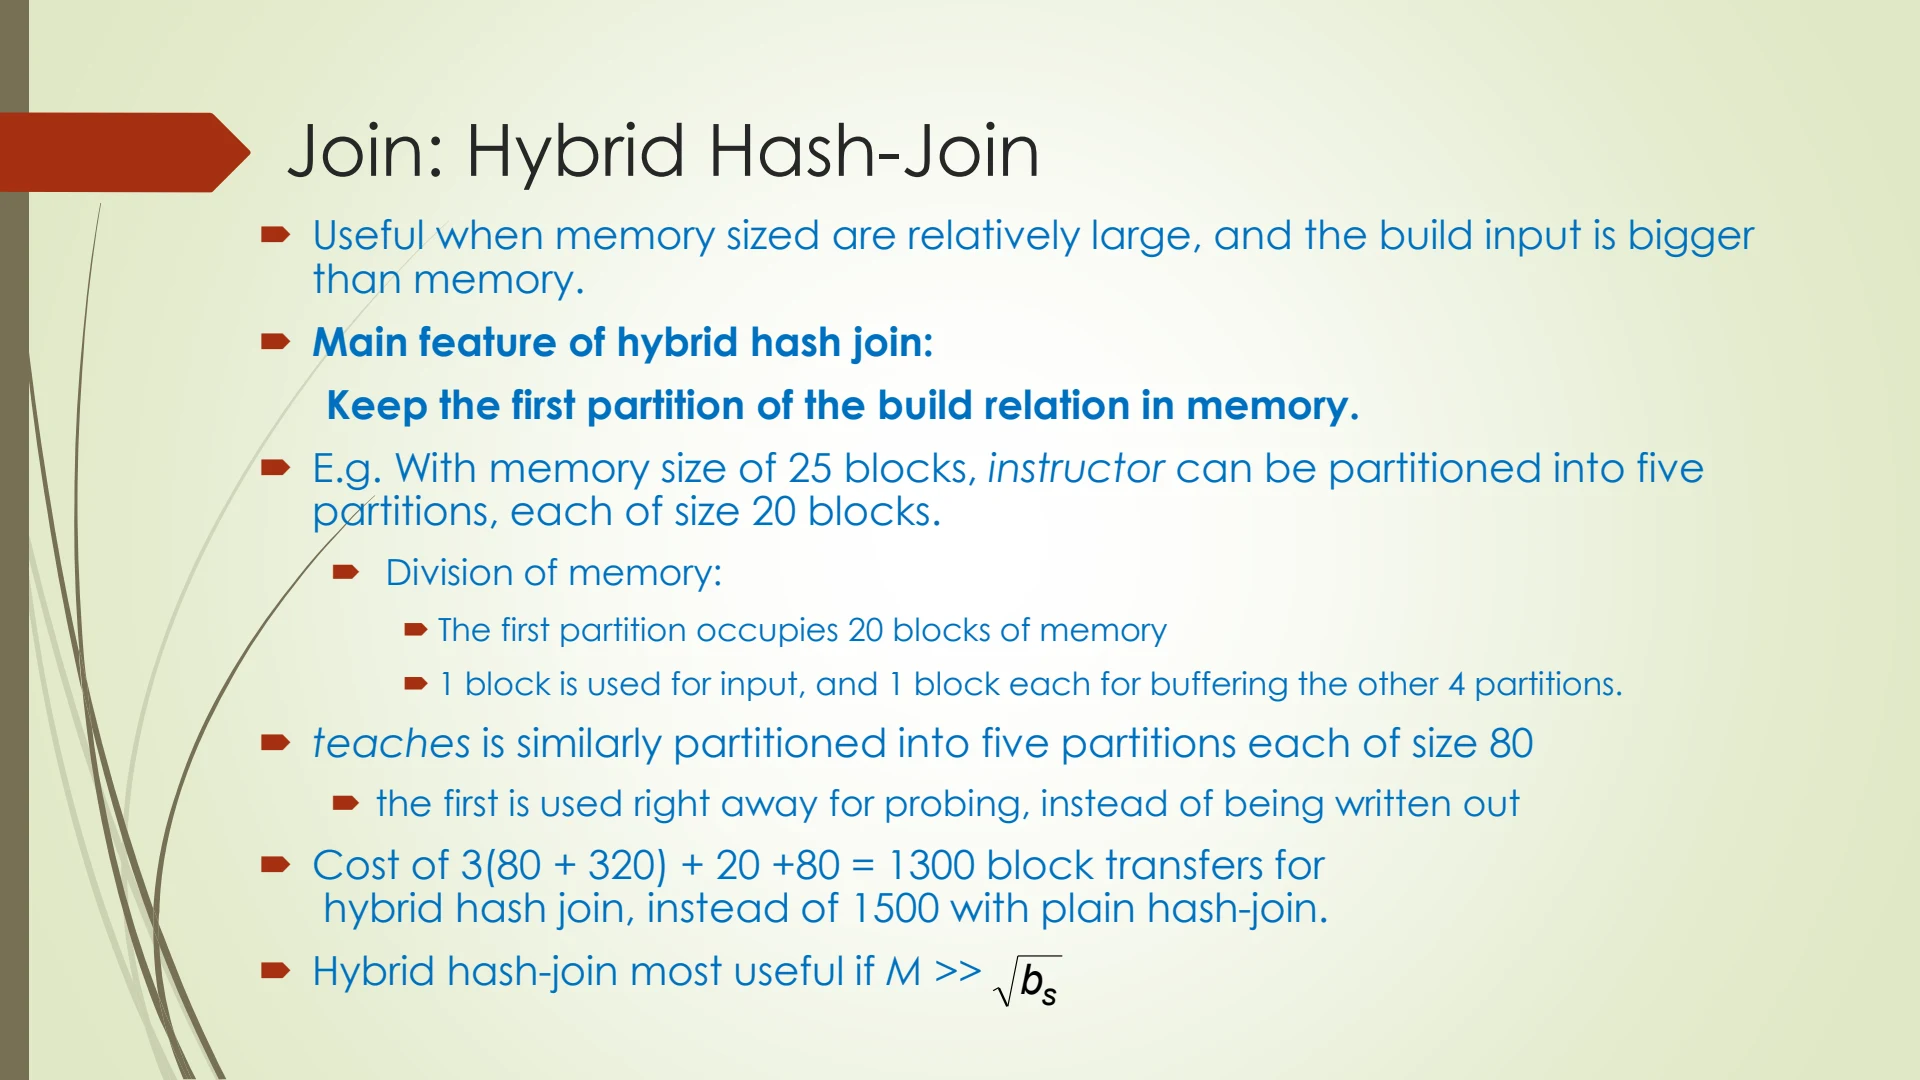 Join: Hybrid Hash-Join
Useful when memory sized are relatively large, and the build input is bigger
than memory.
Main feature of hybrid hash join:
Keep the first partition of the build relation in memory.
E.g. With memory size of 25 blocks, instructor can be partitioned into five
partitions, each of size 20 blocks.
Division of memory:
The first partition occupies 20 blocks of memory
1 block is used for input, and 1 block each for buffering the other 4 partitions.
teaches is similarly partitioned into five partitions each of size 80
the first is used right away for probing, instead of being written out
Cost of 3(80 + 320) + 20 +80 = 1300 block transfers for
hybrid hash join, instead of 1500 with plain hash-join.
Hybrid hash-join most useful if M >> √bₛ